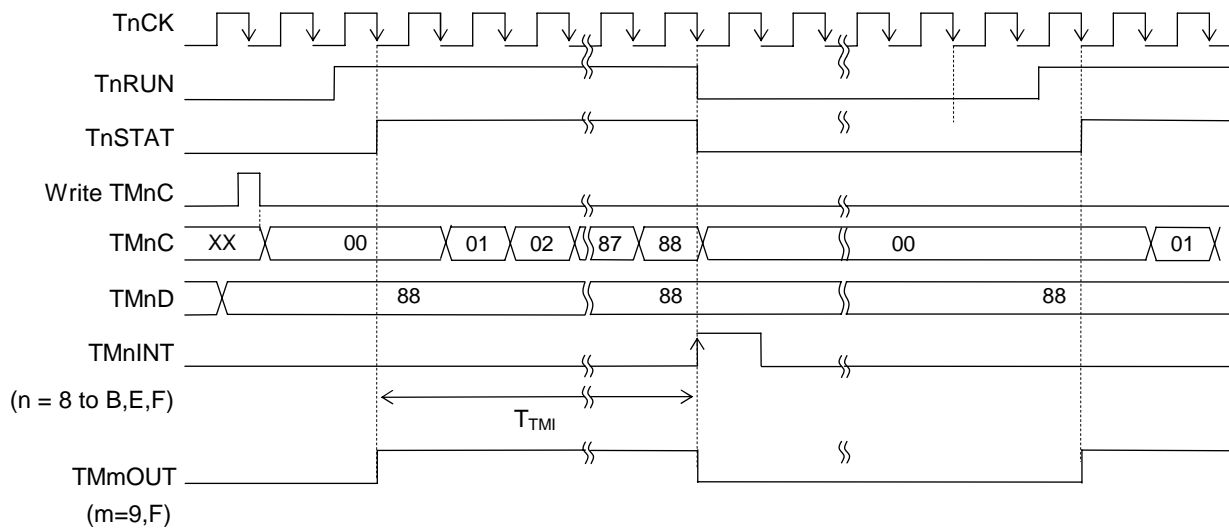 TnCK
TnRUN
TnSTAT
Write TMnC
TMnC XX 00 01 02 87 88 00 01
TMnD 88 88 88
TMnINT
(n = 8 to B,E,F)
TTMI
TMmOUT
(m=9,F)